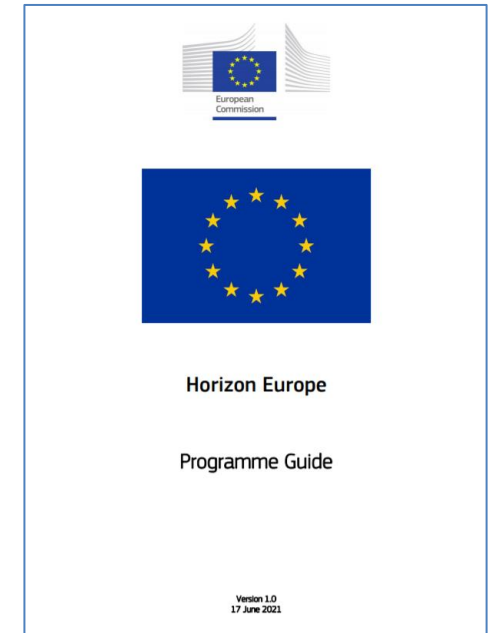 European
Commission
Horizon Europe
Programme Guide
Version 1.0
17 June 2021